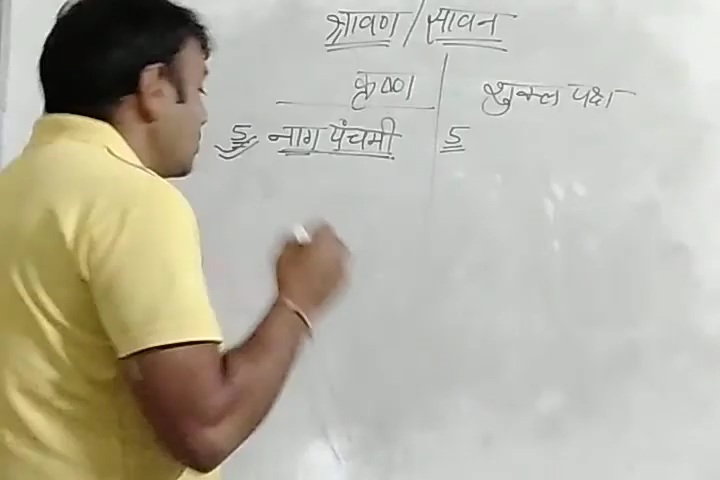 श्रावण / सावन
कृष्ण शुक्ल पक्ष
5 नाग पंचमी 5